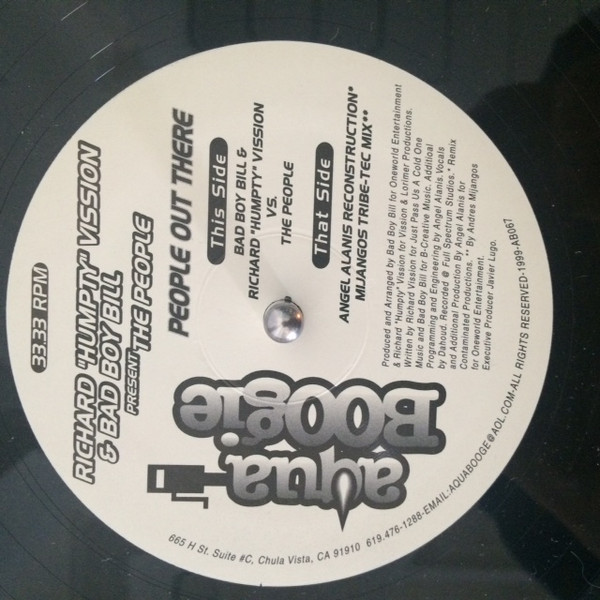 33.33 RPM
RICHARD "HUMPTY" VISSION
& BAD BOY BILL
PRESENT THE PEOPLE
PEOPLE OUT THERE
This Side
BAD BOY BILL &
RICHARD "HUMPTY" VISSION
VS.
THE PEOPLE
That Side
ANGEL ALANIS RECONSTRUCTION*
MIJANGOS TRIBE-TEC MIX**
Produced and Arranged by Bad Boy Bill for Oneworld Entertainment
& Richard "Humpty" Vission for Vission & Lorimer Productions.
Written by Richard Vission for Just Pass Us A Cold One
Music and Bad Boy Bill for B-Creative Music. Additioal
Programming and Engineering by Angel Alanis. Vocals
by Dahoud. Recorded @ Full Spectrum Studios.* Remix
and Additional Production By Angel Alanis for
Contaminated Productions. ** By Andres Mijangos
for Oneworld Entertainment.
Executive Producer Javier Lugo.
aqua
Boogie
665 H St. Suite #C, Chula Vista, CA 91910 619.476-1288-EMAIL:AQUABOOGE@AOL.COM-ALL RIGHTS RESERVED-1999-AB067